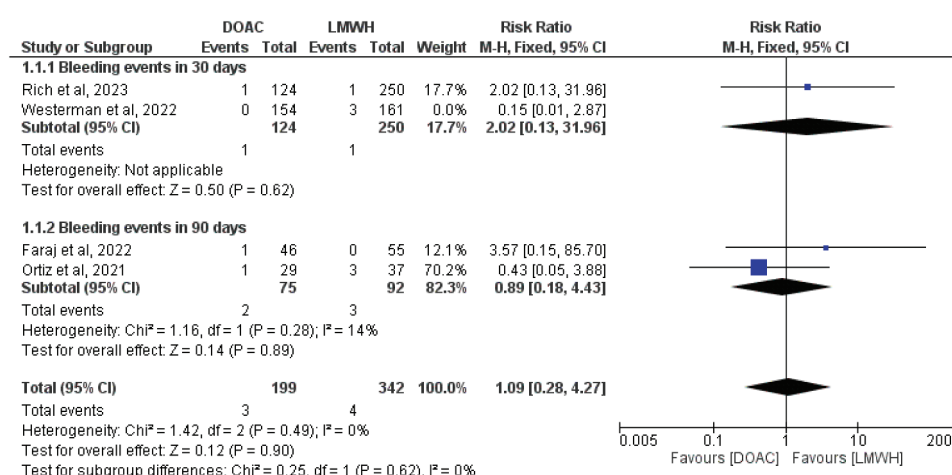 DOAC LMWH Risk Ratio Risk Ratio
Study or Subgroup Events Total Events Total Weight M-H, Fixed, 95% CI M-H, Fixed, 95% CI
1.1.1 Bleeding events in 30 days
Rich et al, 2023 1 124 1 250 17.7% 2.02 [0.13, 31.96]
Westerman et al, 2022 0 154 3 161 0.0% 0.15 [0.01, 2.87]
Subtotal (95% CI) 124 250 17.7% 2.02 [0.13, 31.96]
Total events 1 1
Heterogeneity: Not applicable
Test for overall effect: Z = 0.50 (P = 0.62)
1.1.2 Bleeding events in 90 days
Faraj et al, 2022 1 46 0 55 12.1% 3.57 [0.15, 85.70]
Ortiz et al, 2021 1 29 3 37 70.2% 0.43 [0.05, 3.88]
Subtotal (95% CI) 75 92 82.3% 0.89 [0.18, 4.43]
Total events 2 3
Heterogeneity: Chi² = 1.16, df = 1 (P = 0.28); I² = 14%
Test for overall effect: Z = 0.14 (P = 0.89)
Total (95% CI) 199 342 100.0% 1.09 [0.28, 4.27]
Total events 3 4
Heterogeneity: Chi² = 1.42, df = 2 (P = 0.49); I² = 0%
Test for overall effect: Z = 0.12 (P = 0.90)
Test for subgroup differences: Chi² = 0.25, df = 1 (P = 0.62), I² = 0%
0.005 0.1 1 10 200
Favours [DOAC] Favours [LMWH]